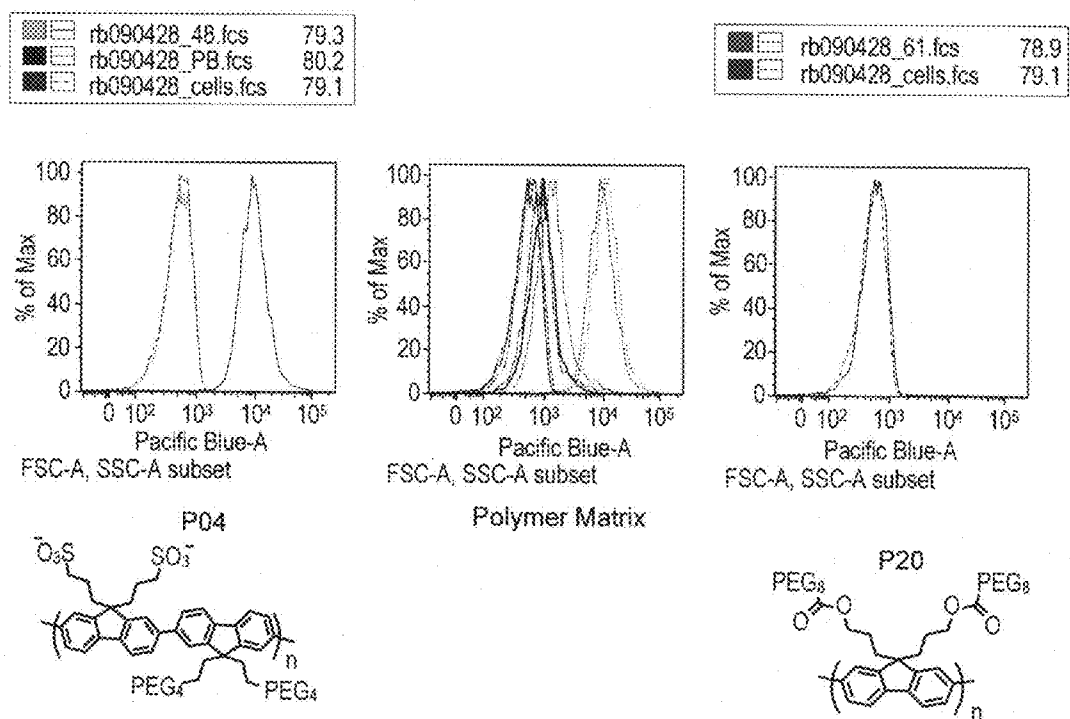 rb090428_48.fcs 79.3
rb090428_PB.fcs 80.2
rb090428_cells.fcs 79.1
rb090428_61.fcs 78.9
rb090428_cells.fcs 79.1
% of Max
100
80
60
40
20
0
0 10² 10³ 10⁴ 10⁵
Pacific Blue-A
FSC-A, SSC-A subset
% of Max
100
80
60
40
20
0
0 10² 10³ 10⁴ 10⁵
Pacific Blue-A
FSC-A, SSC-A subset
% of Max
100
80
60
40
20
0
0 10² 10³ 10⁴ 10⁵
Pacific Blue-A
FSC-A, SSC-A subset
P04
⁻O₃S SO₃⁻
n
PEG₄ PEG₄
Polymer Matrix
P20
PEG₈ PEG₈
O O O O
n